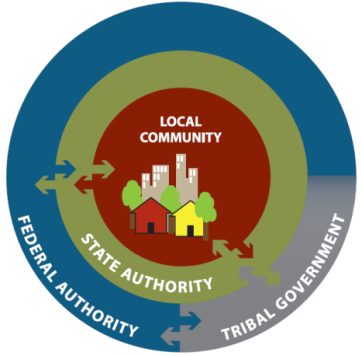 LOCAL
COMMUNITY
STATE AUTHORITY
FEDERAL AUTHORITY
TRIBAL GOVERNMENT